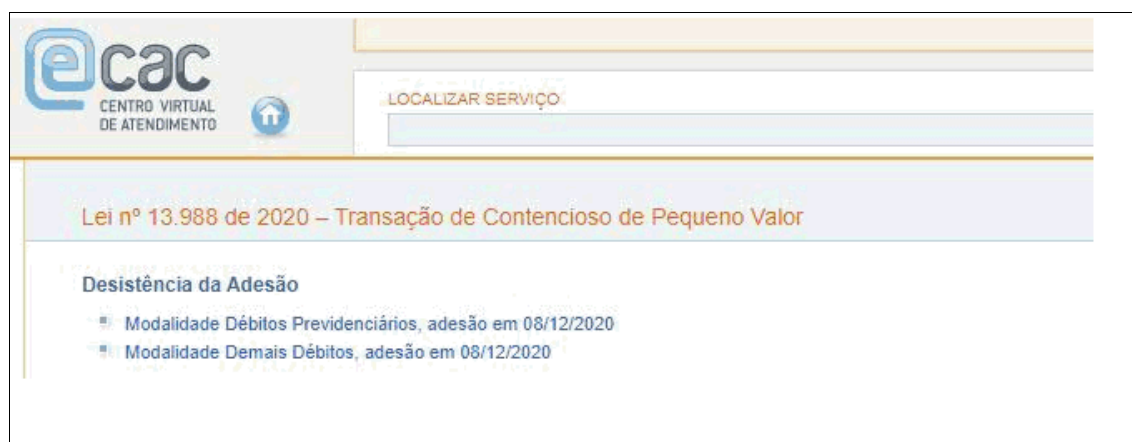 ecac
CENTRO VIRTUAL
DE ATENDIMENTO
LOCALIZAR SERVIÇO
Lei nº 13.988 de 2020 – Transação de Contencioso de Pequeno Valor
Desistência da Adesão
Modalidade Débitos Previdenciários, adesão em 08/12/2020
Modalidade Demais Débitos, adesão em 08/12/2020